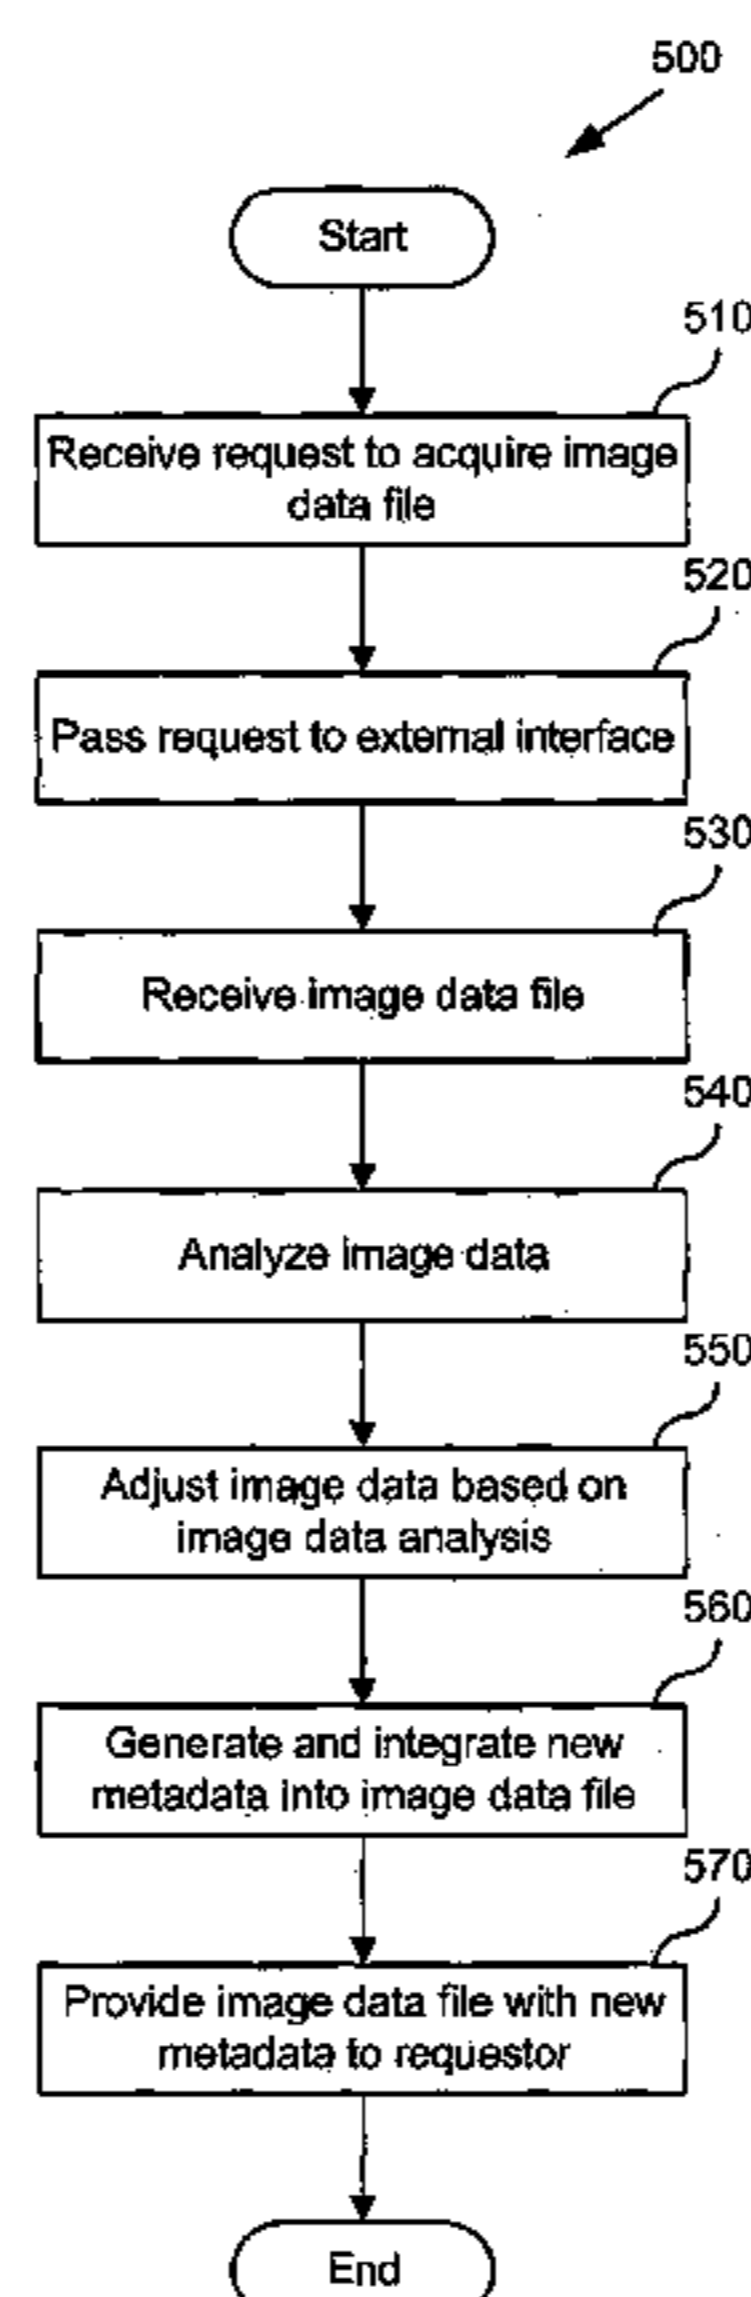 500
Start
510
Receive request to acquire image
data file
520
Pass request to external interface
530
Receive image data file
540
Analyze image data
550
Adjust image data based on
image data analysis
560
Generate and integrate new
metadata into image data file
570
Provide image data file with new
metadata to requestor
End